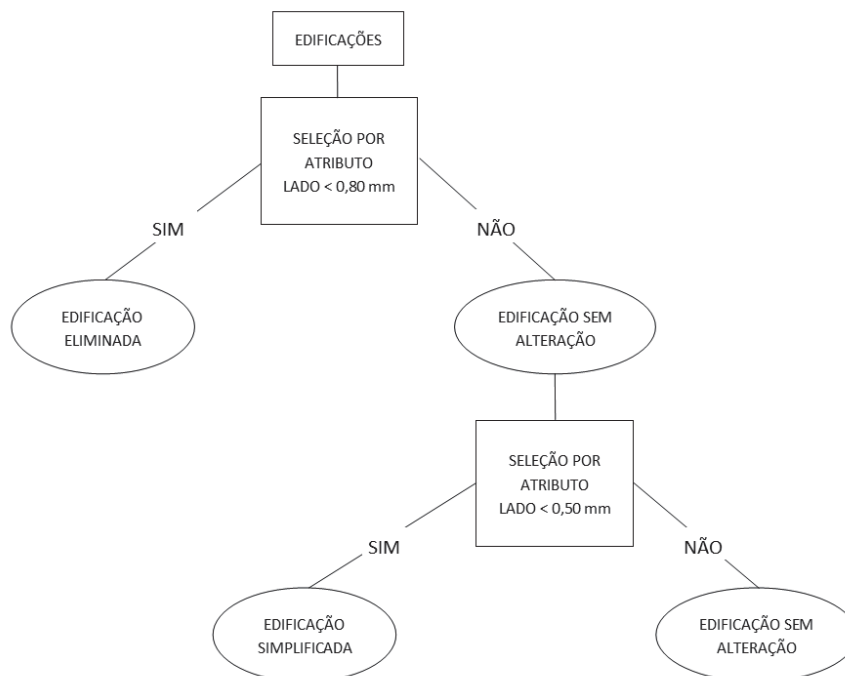 EDIFICAÇÕES
SELEÇÃO POR
ATRIBUTO
LADO < 0,80 mm
SIM
NÃO
EDIFICAÇÃO
ELIMINADA
EDIFICAÇÃO SEM
ALTERAÇÃO
SELEÇÃO POR
ATRIBUTO
LADO < 0,50 mm
SIM
NÃO
EDIFICAÇÃO
SIMPLIFICADA
EDIFICAÇÃO SEM
ALTERAÇÃO